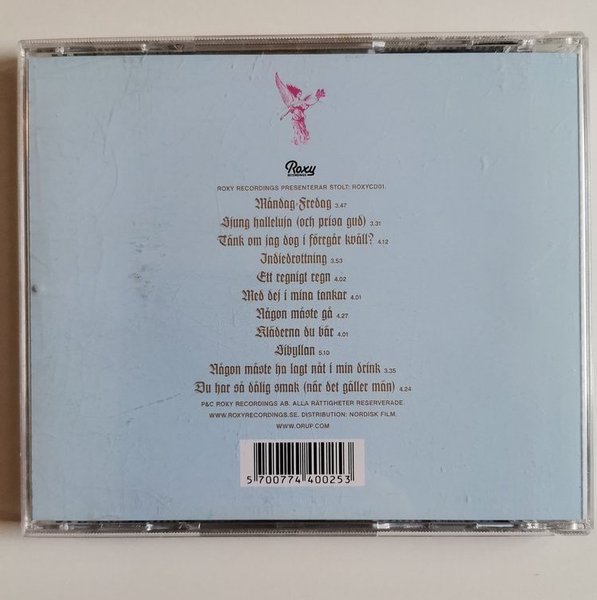 Roxy
RECORDINGS
ROXY RECORDINGS PRESENTERAR STOLT: ROXYCD01.
Måndag-Fredag 3.47
Sjung halleluja (och prisa gud) 3.31
Tänk om jag dog i förrgår kväll? 4.12
Indiedrottning 3.53
Ett regnigt regn 4.02
Med dej i mina tankar 4.01
Någon måste gå 4.27
Kläderna du bär 4.01
Sibyllan 5.10
Någon måste ha lagt nåt i min drink 3.35
Du har så dålig smak (när det gäller män) 4.24
P&C ROXY RECORDINGS AB. ALLA RÄTTIGHETER RESERVERADE.
WWW.ROXYRECORDINGS.SE. DISTRIBUTION: NORDISK FILM.
WWW.ORUP.COM
5 700774 400253